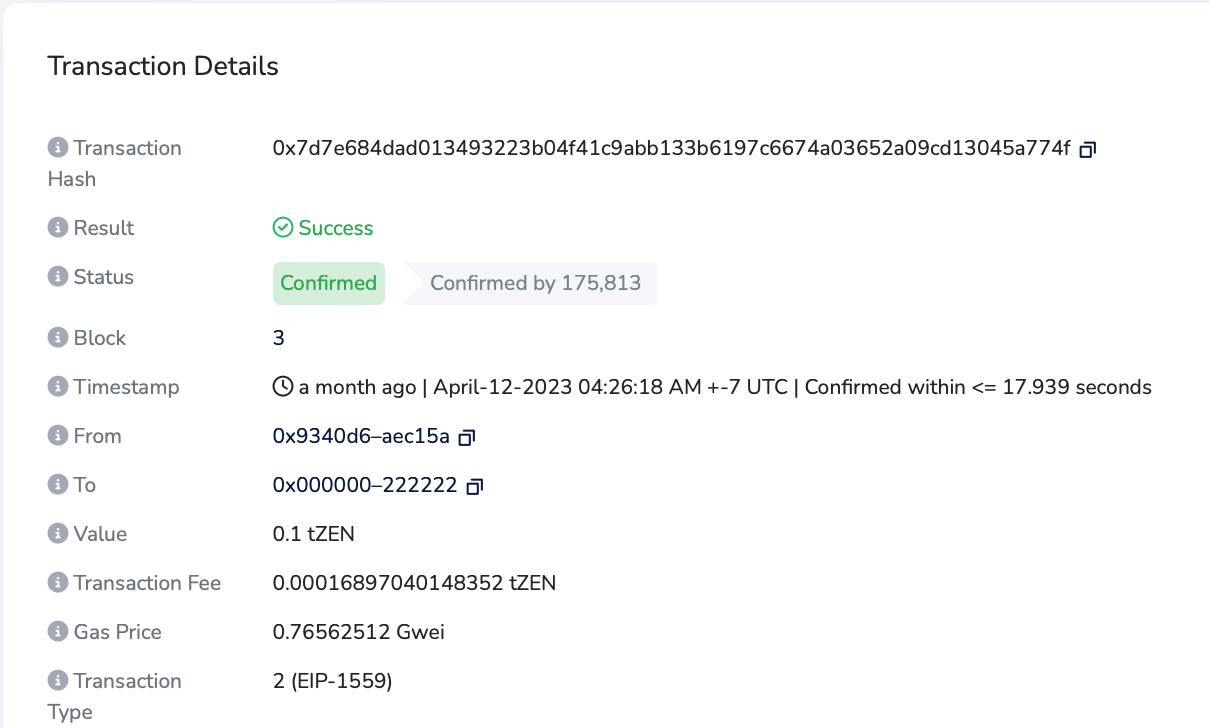 Transaction Details
Transaction Hash
0x7d7e684dad013493223b04f41c9abb133b6197c6674a03652a09cd13045a774f
Result
Success
Status
Confirmed
Confirmed by 175,813
Block
3
Timestamp
a month ago | April-12-2023 04:26:18 AM +-7 UTC | Confirmed within <= 17.939 seconds
From
0x9340d6–aec15a
To
0x000000–222222
Value
0.1 tZEN
Transaction Fee
0.00016897040148352 tZEN
Gas Price
0.76562512 Gwei
Transaction Type
2 (EIP-1559)